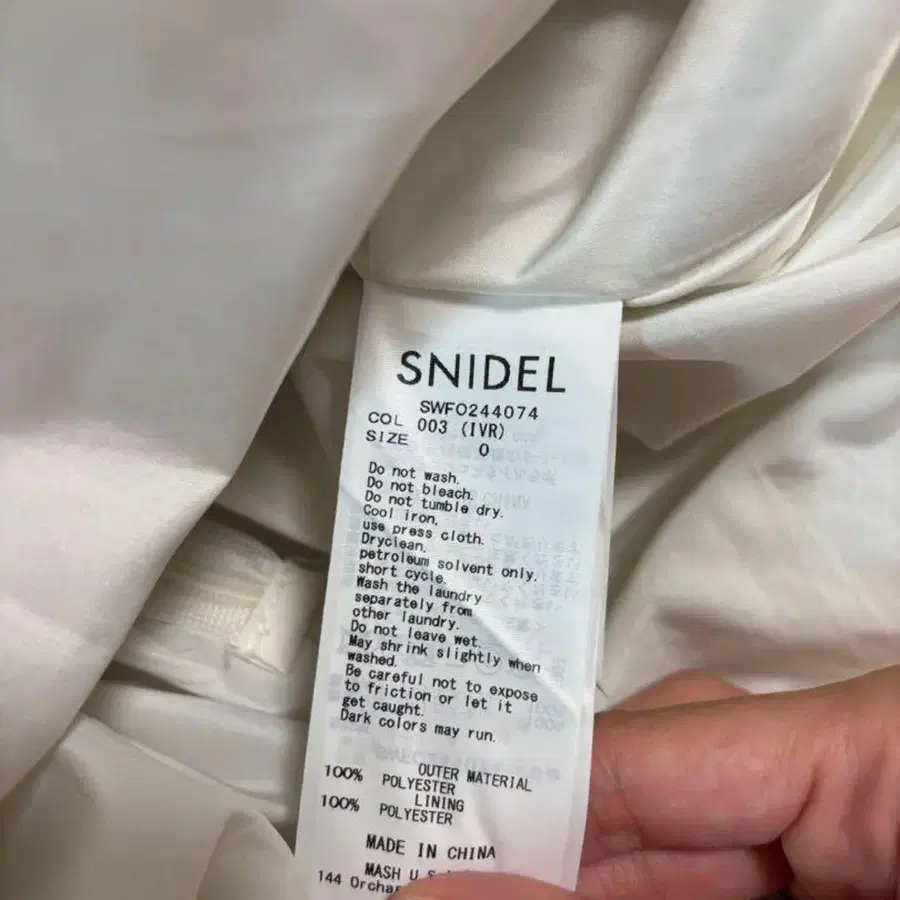 SNIDEL
SWFO244074
COL 003 (IVR)
SIZE 0
Do not wash.
Do not bleach.
Do not tumble dry.
Cool iron,
use press cloth.
Dryclean,
petroleum solvent only.
short cycle.
Wash the laundry
separately from
other laundry.
Do not leave wet.
May shrink slightly when
washed.
Be careful not to expose
to friction or let it
get caught.
Dark colors may run.
OUTER MATERIAL
100% POLYESTER
LINING
100% POLYESTER
MADE IN CHINA
MASH U.S.
144